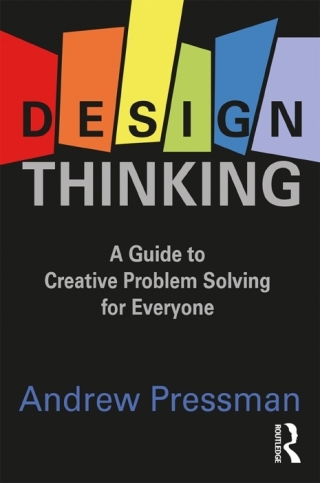 DESIGN
THINKING
A Guide to
Creative Problem Solving
for Everyone
Andrew Pressman
ROUTLEDGE